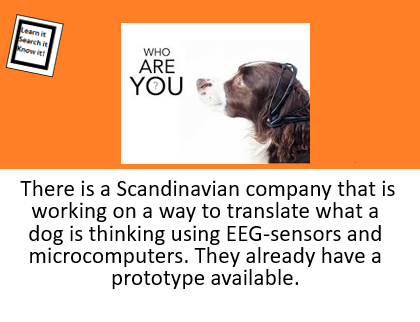 Learn it
Search it
Know it!
WHO
ARE
YOU
?
There is a Scandinavian company that is
working on a way to translate what a
dog is thinking using EEG-sensors and
microcomputers. They already have a
prototype available.